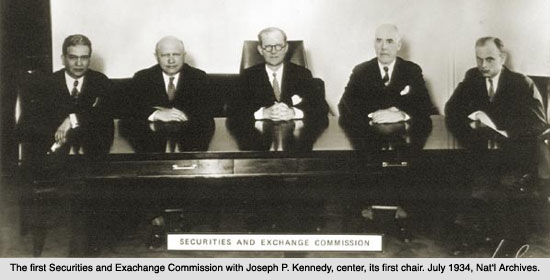 SECURITIES AND EXCHANGE COMMISSION
The first Securities and Exachange Commission with Joseph P. Kennedy, center, its first chair. July 1934, Nat'l Archives.